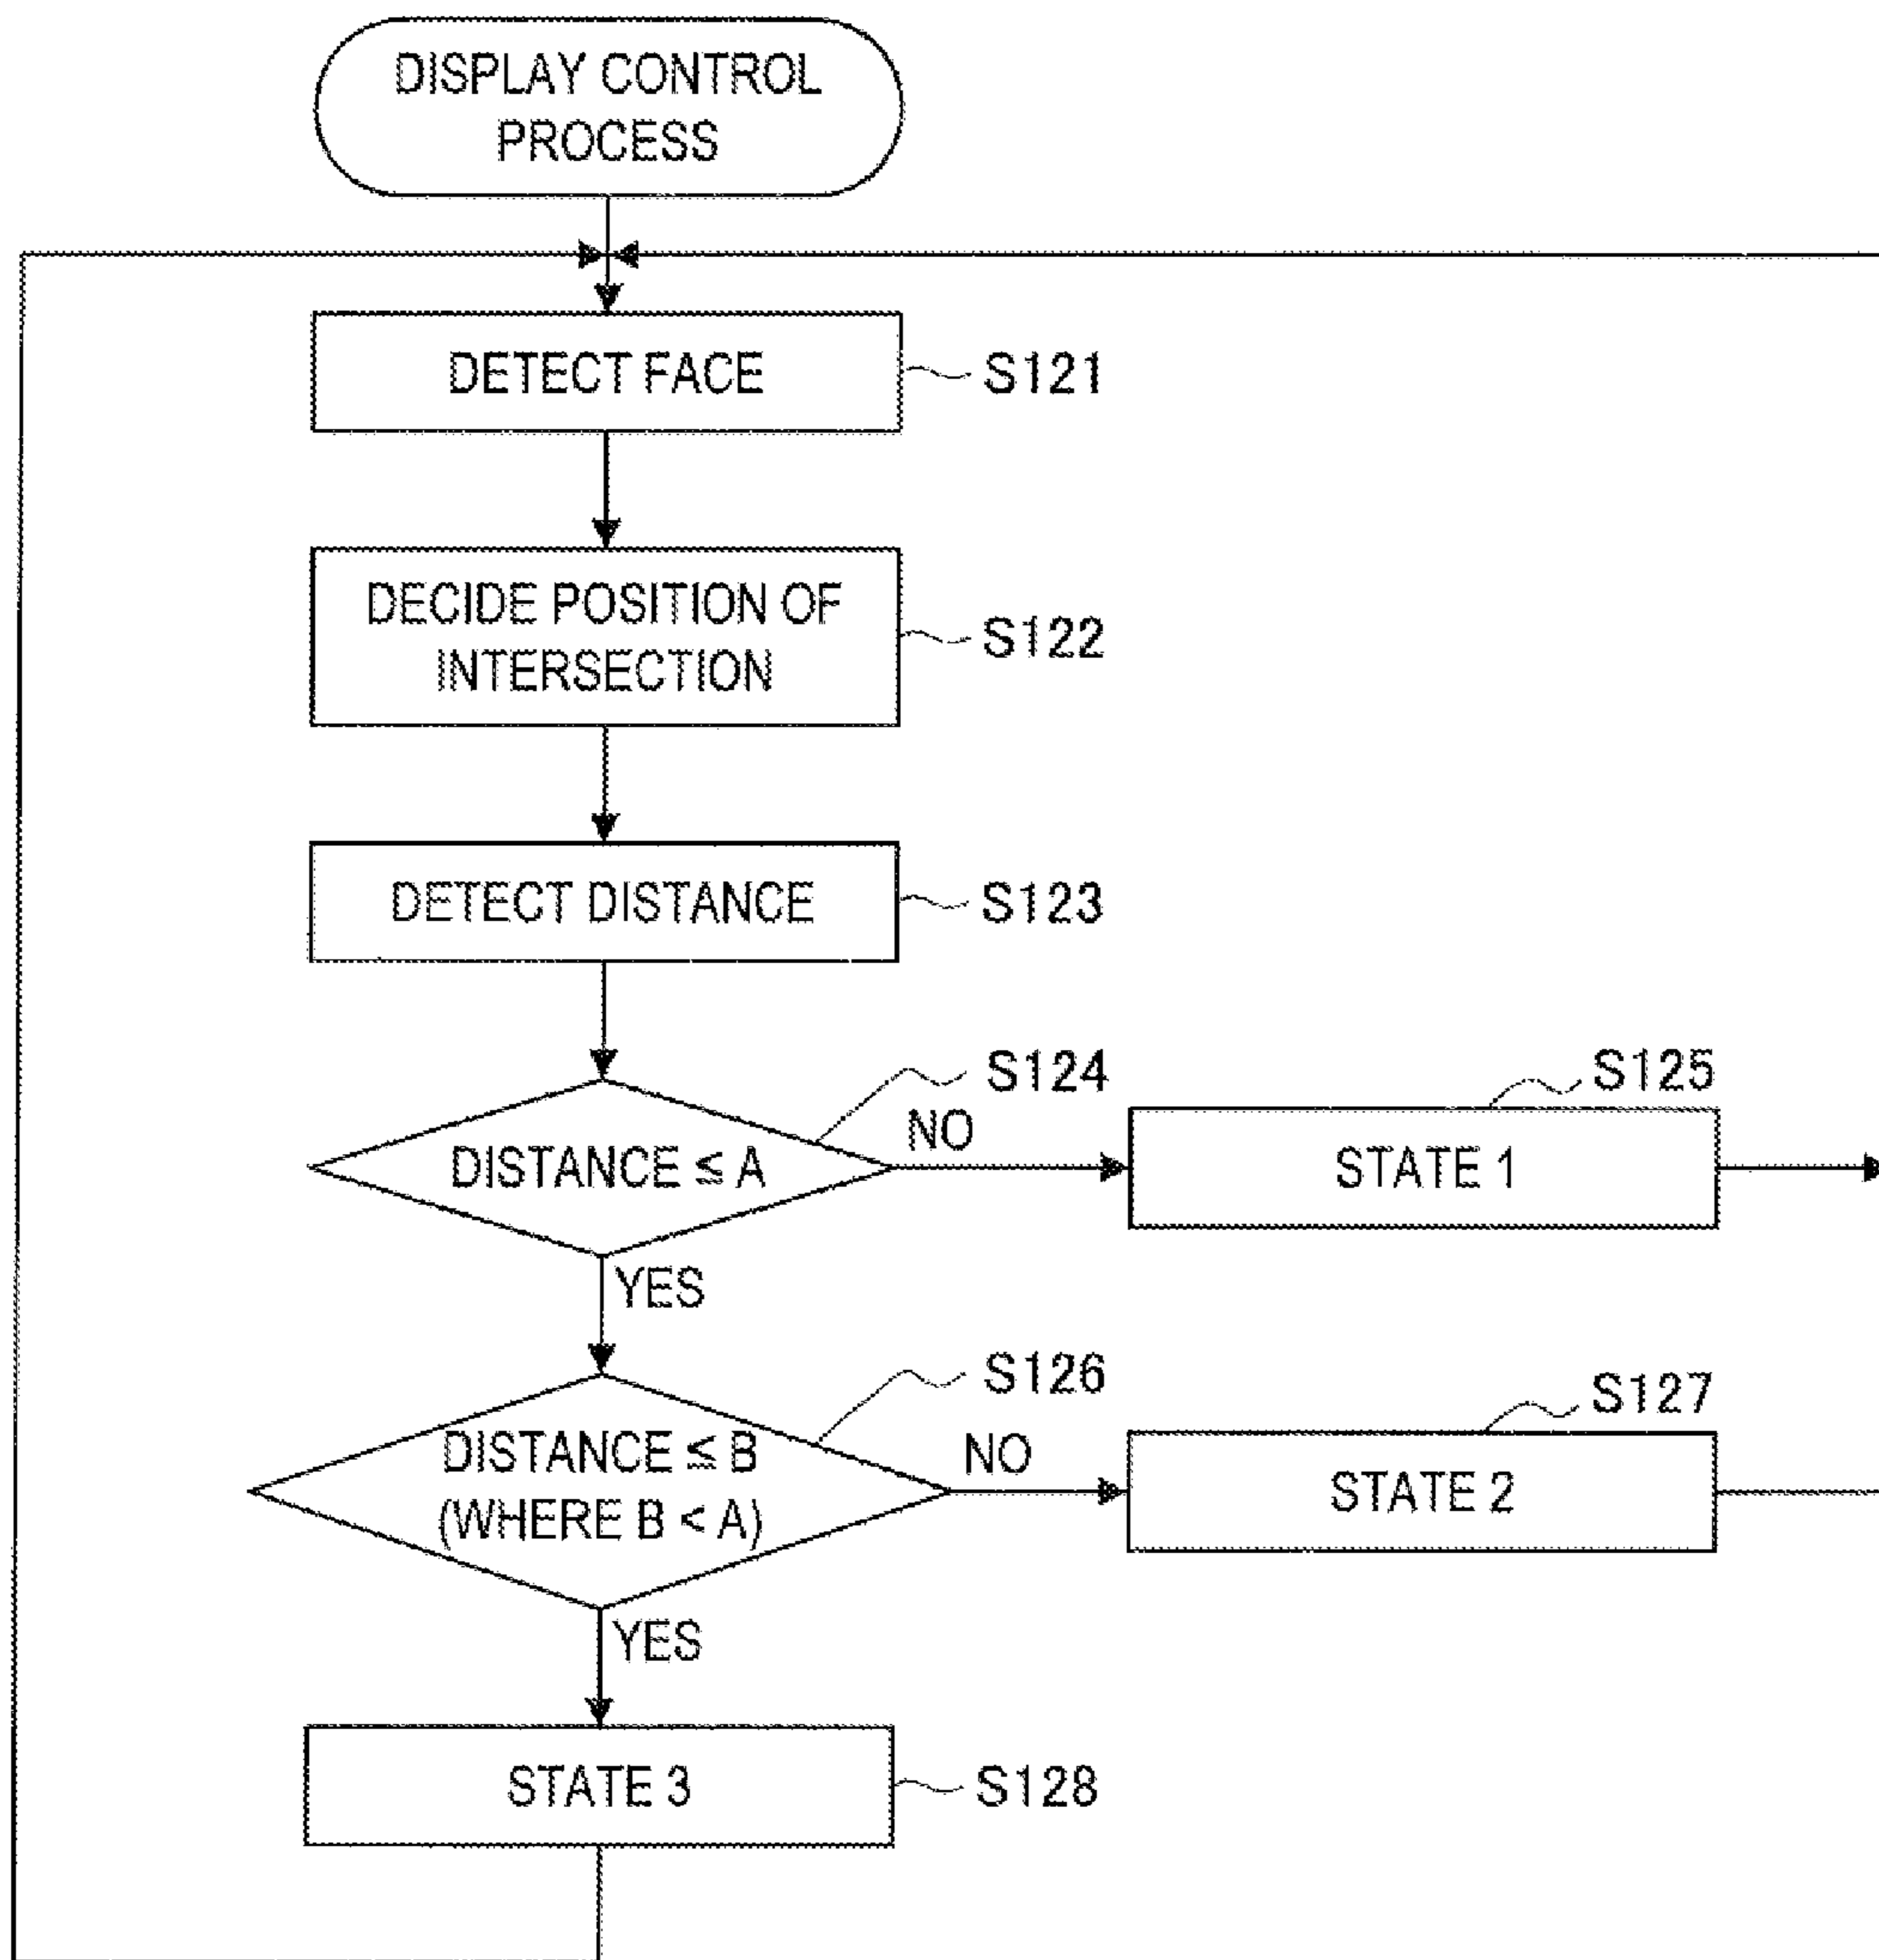 DISPLAY CONTROL
PROCESS
DETECT FACE
S121
DECIDE POSITION OF
INTERSECTION
S122
DETECT DISTANCE
S123
S124
DISTANCE ≦ A
NO
S125
STATE 1
YES
S126
DISTANCE ≦ B
(WHERE B < A)
NO
S127
STATE 2
YES
STATE 3
S128